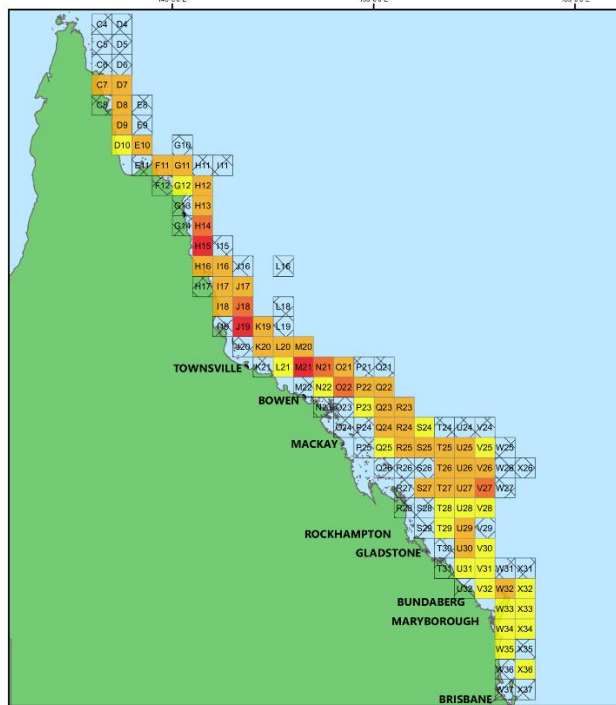 C4 D4
C5 D5
C6 D6
C7 D7
C8 D8 E8
D9 E9
D10 E10 G10
E11 F11 G11 H11 I11
F12 G12 H12
G13 H13
G14 H14
H15 I15
H16 I16 J16 L16
H17 I17 J17
I18 J18 L18
I19 J19 K19 L19
J20 K20 L20 M20
TOWNSVILLE K21 L21 M21 N21 O21 P21 Q21
M22 N22 O22 P22 Q22
BOWEN N23 O23 P23 Q23 R23
O24 P24 Q24 R24 S24 T24 U24 V24
MACKAY P25 Q25 R25 S25 T25 U25 V25 W25
Q26 R26 S26 T26 U26 V26 W26 X26
R27 S27 T27 U27 V27 W27
R28 S28 T28 U28 V28
ROCKHAMPTON S29 T29 U29 V29
GLADSTONE T30 U30 V30
T31 U31 V31 W31 X31
U32 V32 W32 X32
BUNDABERG W33 X33
MARYBOROUGH W34 X34
W35 X35
W36 X36
BRISBANE W37 X37